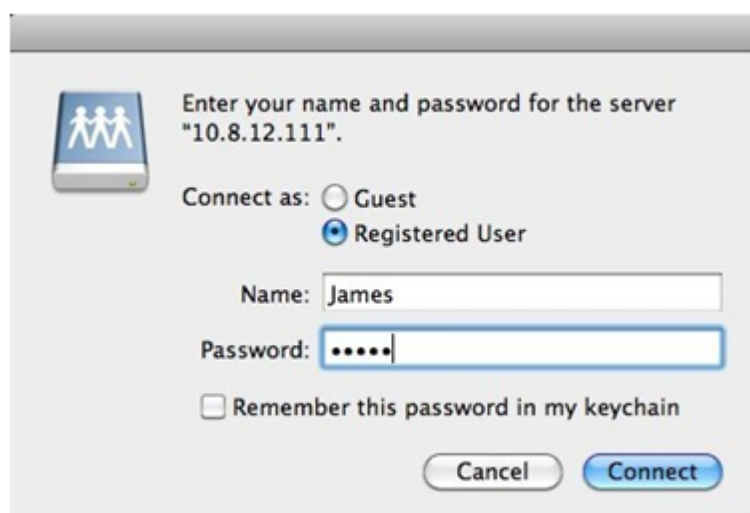 Enter your name and password for the server
"10.8.12.111".
Connect as: Guest
Registered User
Name: James
Password: •••••
Remember this password in my keychain
Cancel Connect